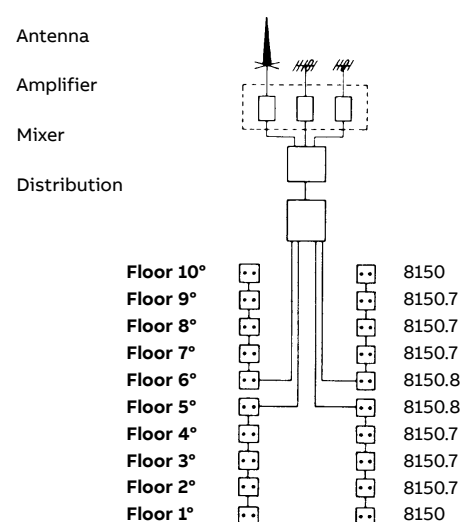 Antenna
Amplifier
Mixer
Distribution
Floor 10° 8150
Floor 9° 8150.7
Floor 8° 8150.7
Floor 7° 8150.7
Floor 6° 8150.8
Floor 5° 8150.8
Floor 4° 8150.7
Floor 3° 8150.7
Floor 2° 8150.7
Floor 1° 8150